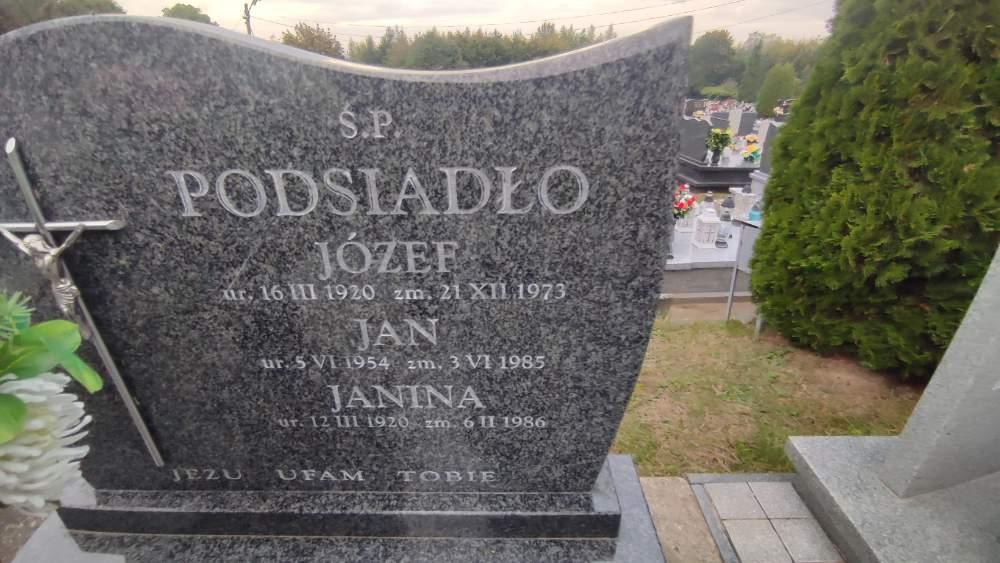 Ś.P.
PODSIADŁO
JÓZEF
ur. 16 III 1920 zm. 21 XII 1973
JAN
ur. 5 VI 1954 zm. 3 VI 1985
JANINA
ur. 12 III 1920 zm. 6 II 1986
JEZU UFAM TOBIE